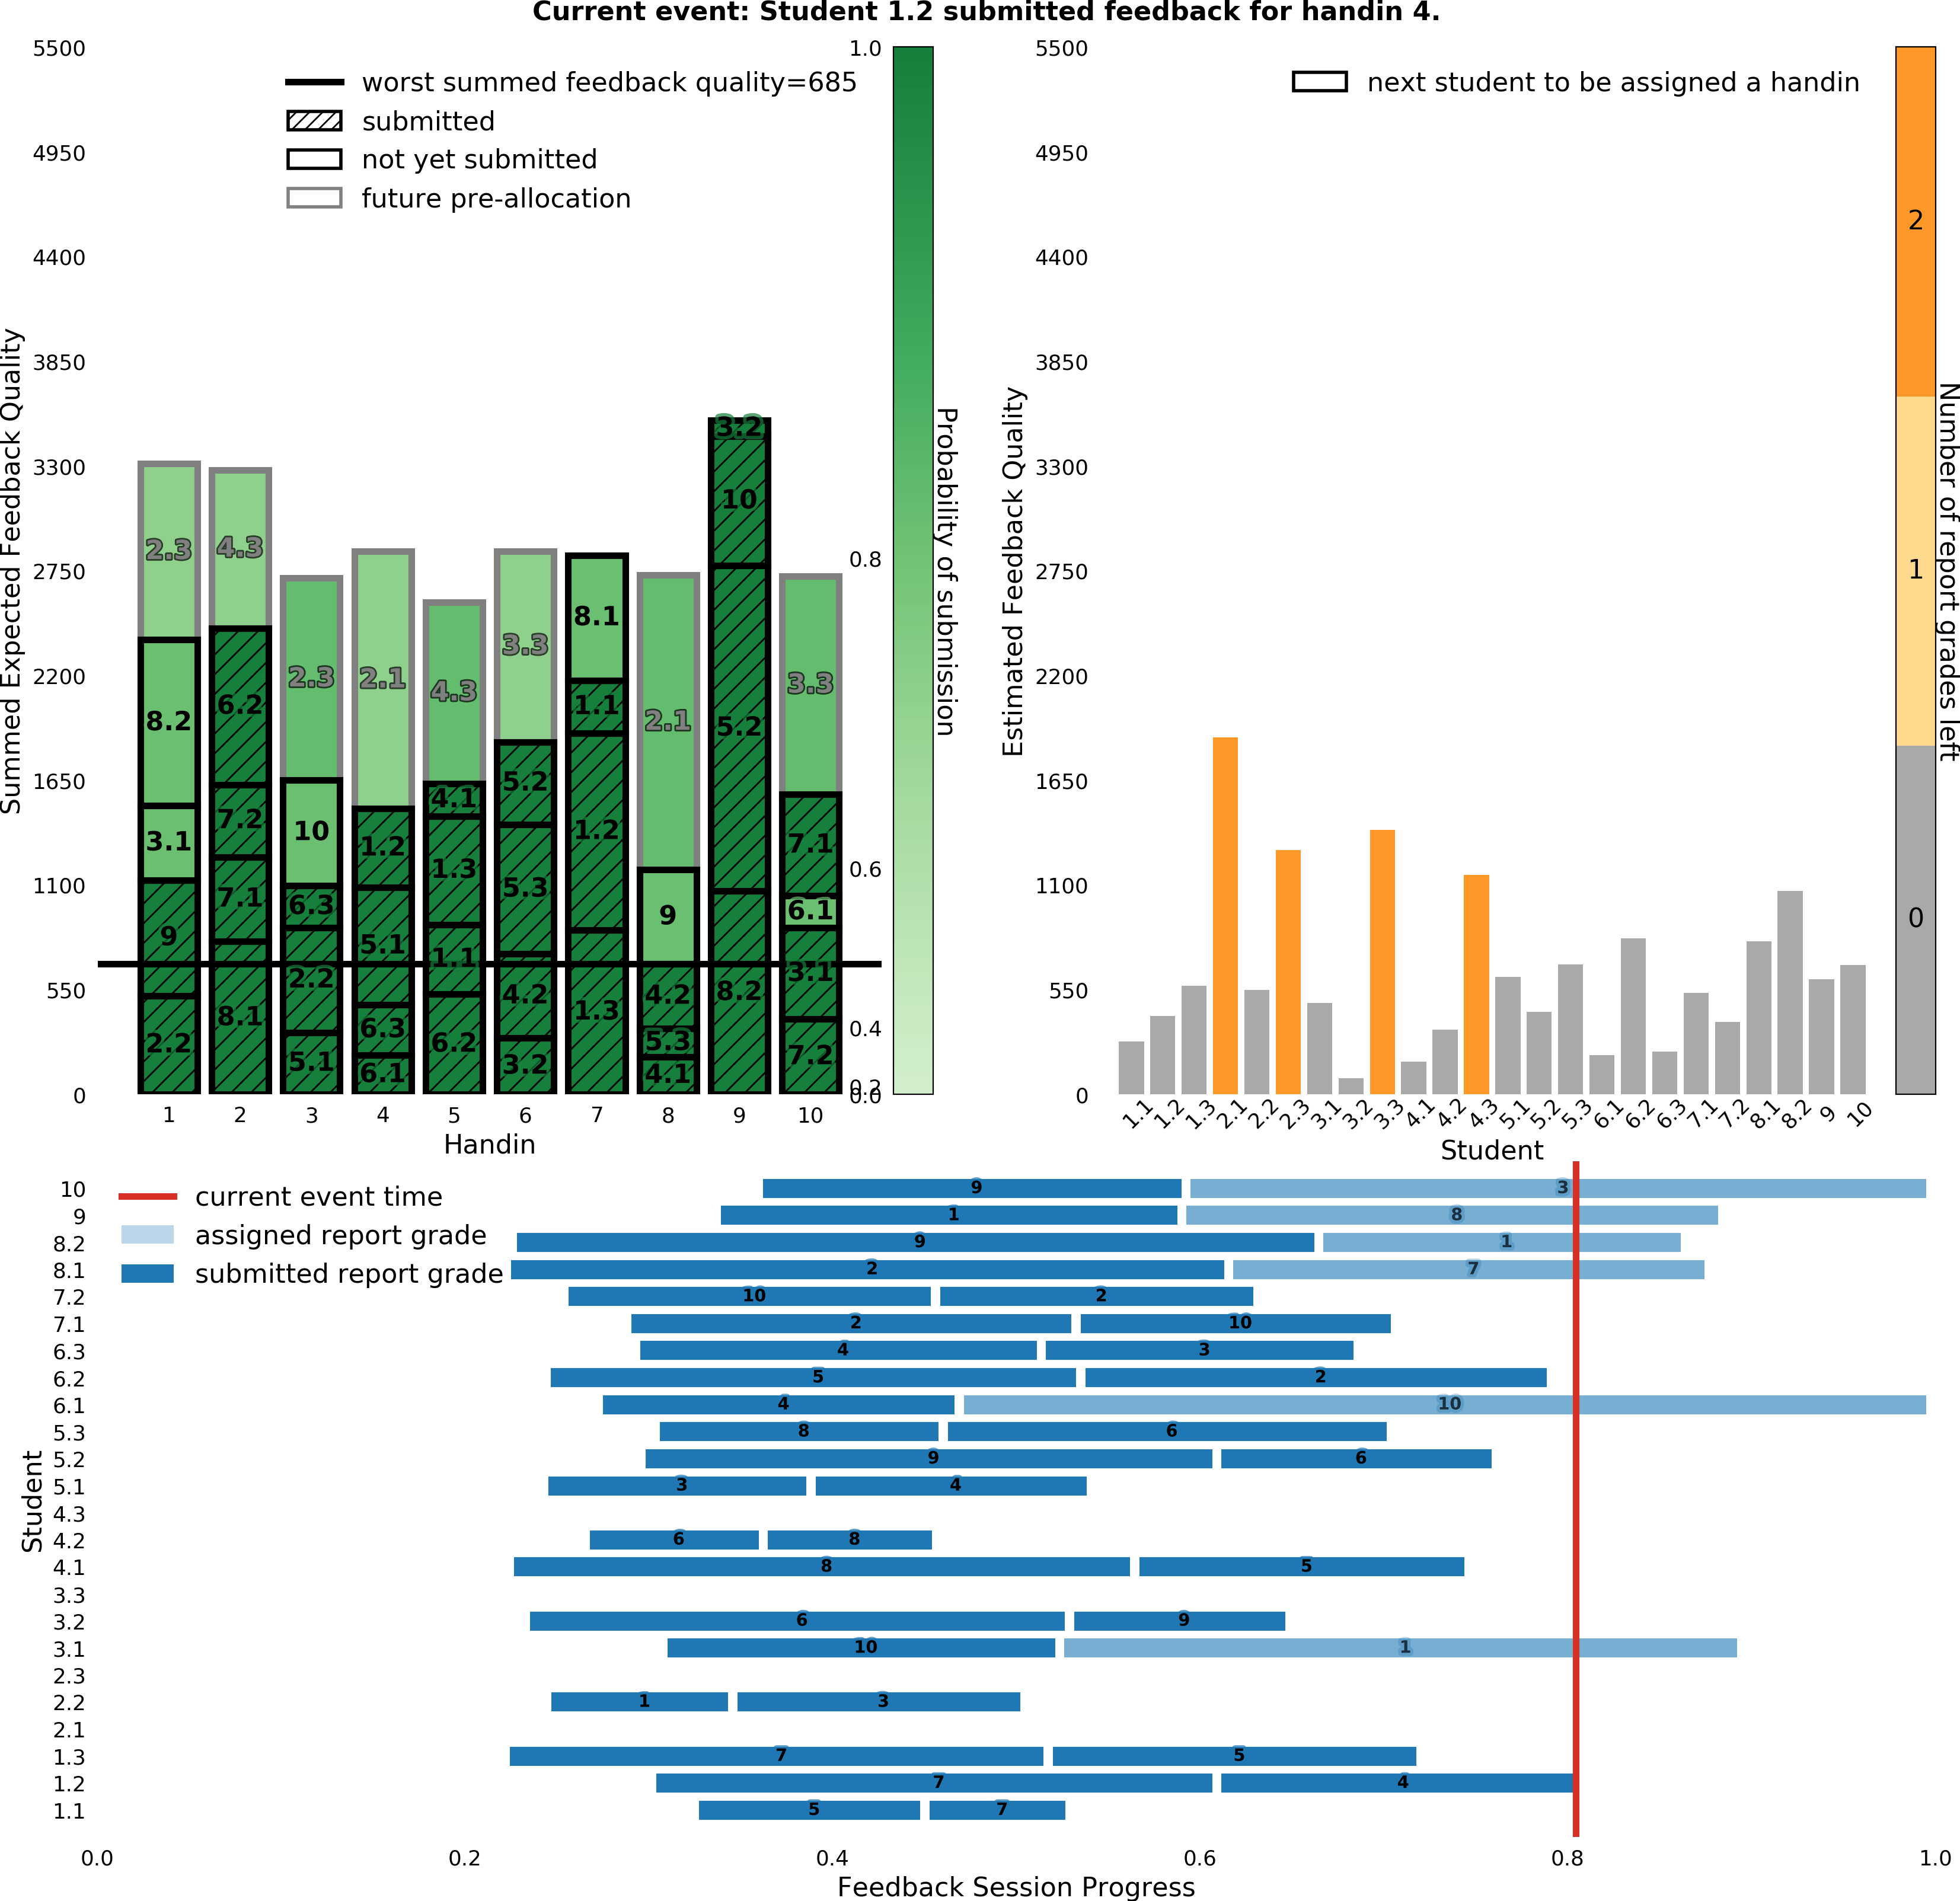 Current event: Student 1.2 submitted feedback for handin 4.
Summed Expected Feedback Quality
5500
4950
4400
3850
3300
2750
2200
1650
1100
550
0
worst summed feedback quality=685
submitted
not yet submitted
future pre-allocation
2.3
8.2
3.1
9
2.2
4.3
6.2
7.2
7.1
8.1
2.3
10
6.3
2.2
5.1
2.1
1.2
5.1
6.3
6.1
4.3
4.1
1.3
1.1
6.2
3.3
5.2
5.3
4.2
3.2
8.1
1.1
1.2
1.3
2.1
9
4.2
5.3
4.1
3.2
10
5.2
8.2
3.3
7.1
6.1
3.1
7.2
1 2 3 4 5 6 7 8 9 10
Handin
1.0
0.8
0.6
0.4
0.2
0.0
Probability of submission
Estimated Feedback Quality
5500
4950
4400
3850
3300
2750
2200
1650
1100
550
0
next student to be assigned a handin
1.1 1.2 1.3 2.1 2.2 2.3 3.1 3.2 3.3 4.1 4.2 4.3 5.1 5.2 5.3 6.1 6.2 6.3 7.1 7.2 8.1 8.2 9 10
Student
2
1
0
Number of report grades left
current event time
assigned report grade
submitted report grade
Student
10 9 3
9 1 8
8.2 9 1
8.1 2 7
7.2 10 2
7.1 2 10
6.3 4 3
6.2 5 2
6.1 4 10
5.3 8 6
5.2 9 6
5.1 3 4
4.3
4.2 6 8
4.1 8 5
3.3
3.2 6 9
3.1 10 1
2.3
2.2 1 3
2.1
1.3 7 5
1.2 7 4
1.1 5 7
0.0 0.2 0.4 0.6 0.8 1.0
Feedback Session Progress